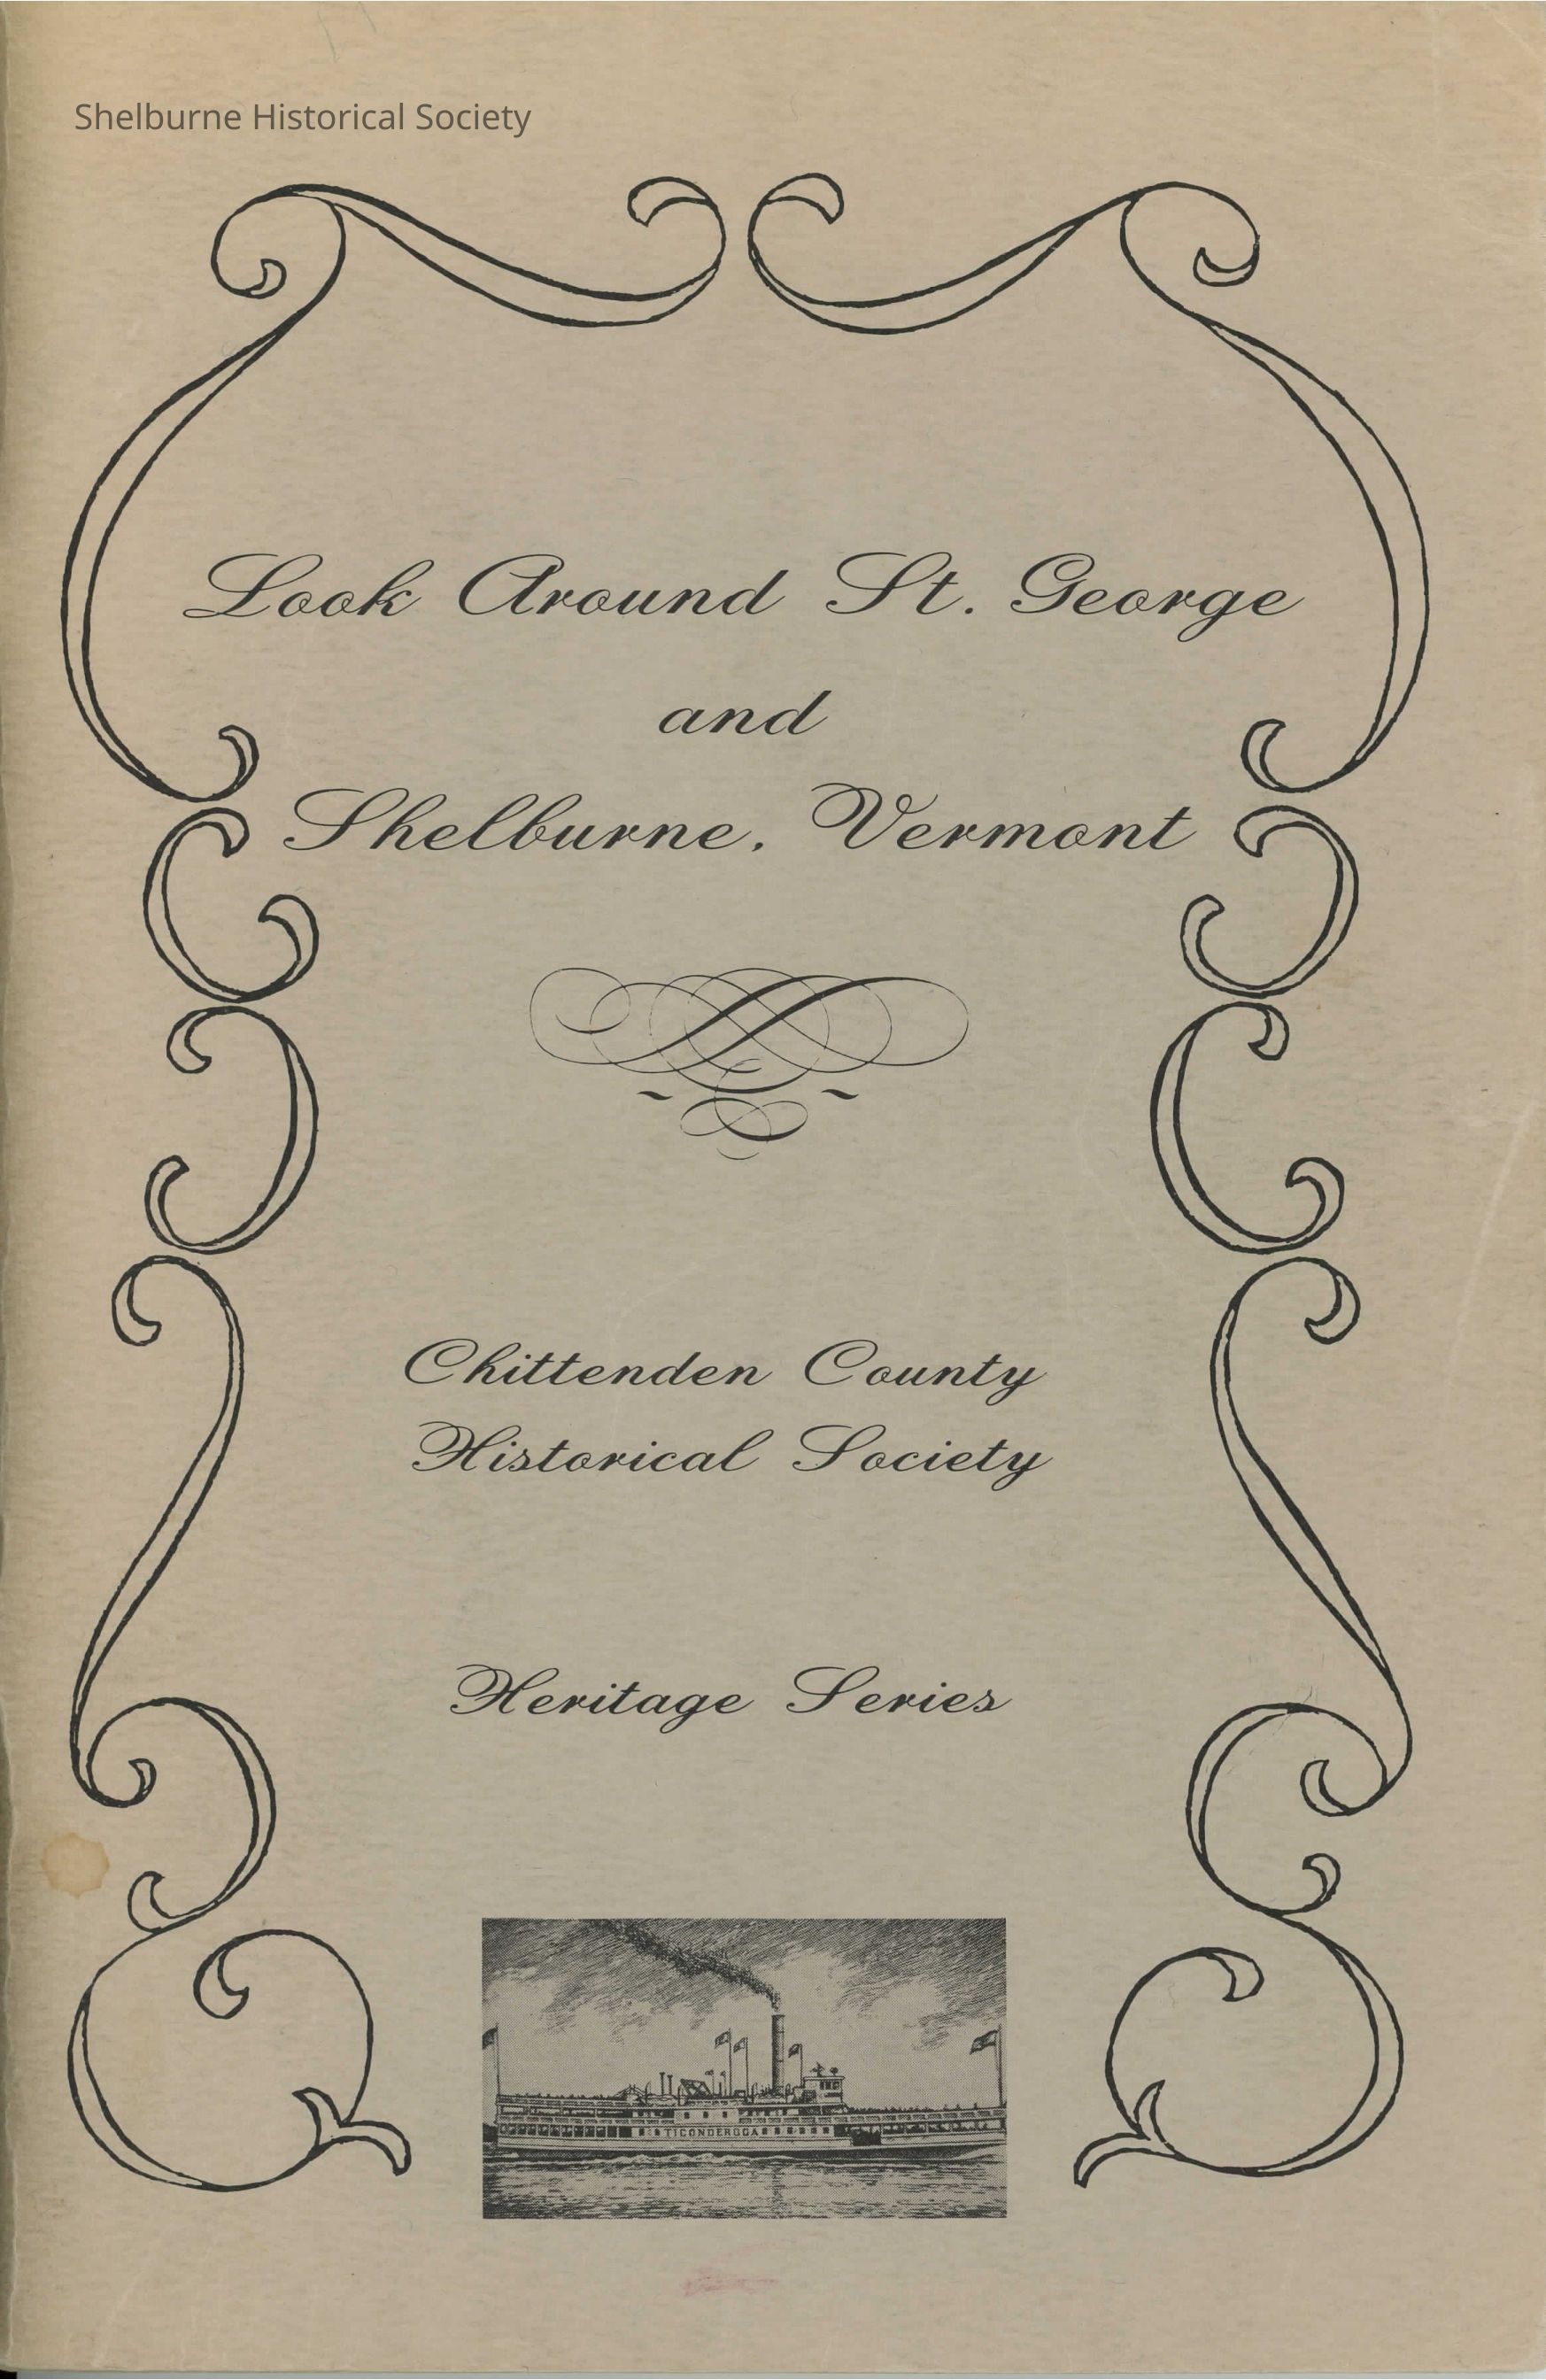 Shelburne Historical Society
Look Around St. George
and
Shelburne, Vermont
Chittenden County
Historical Society
Heritage Series
TICONDEROGA